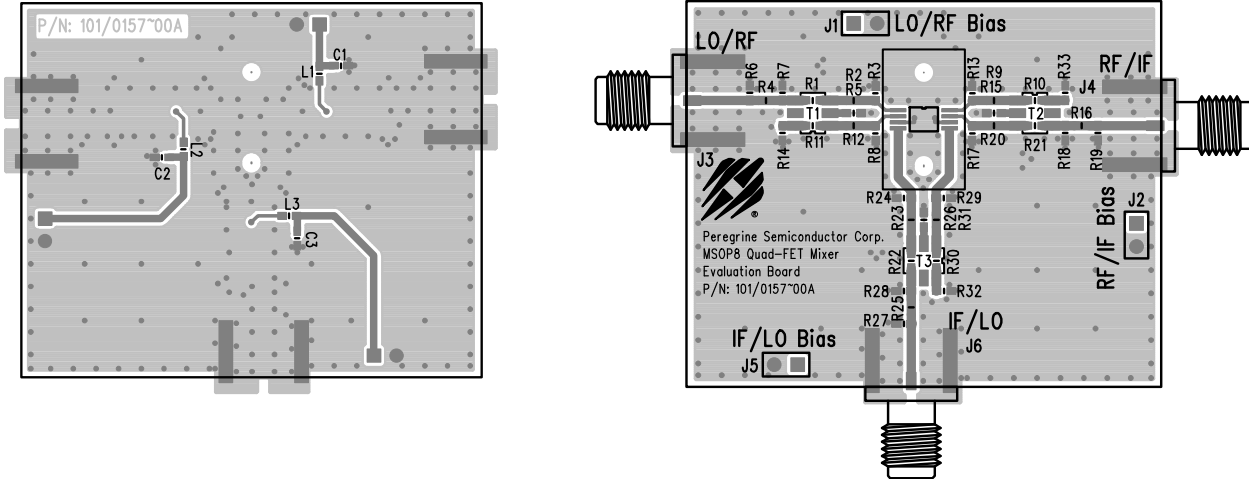 P/N: 101/0157~00A
C1
L1
L2
C2
L3
C3
J1
LO/RF Bias
LO/RF
RF/IF
R6
R7
R4
R1
R2
R5
R3
R13
R9
R15
R10
R33
J4
T1
T2
R16
R14
R11
R12
R8
R17
R20
R21
R18
R19
J3
®
R24
R29
R23
R26
R31
J2
RF/IF Bias
Peregrine Semiconductor Corp.
MSOP8 Quad-FET Mixer
Evaluation Board
P/N: 101/0157~00A
R22
T3
R30
R28
R32
R25
R27
IF/LO
J6
IF/LO Bias
J5